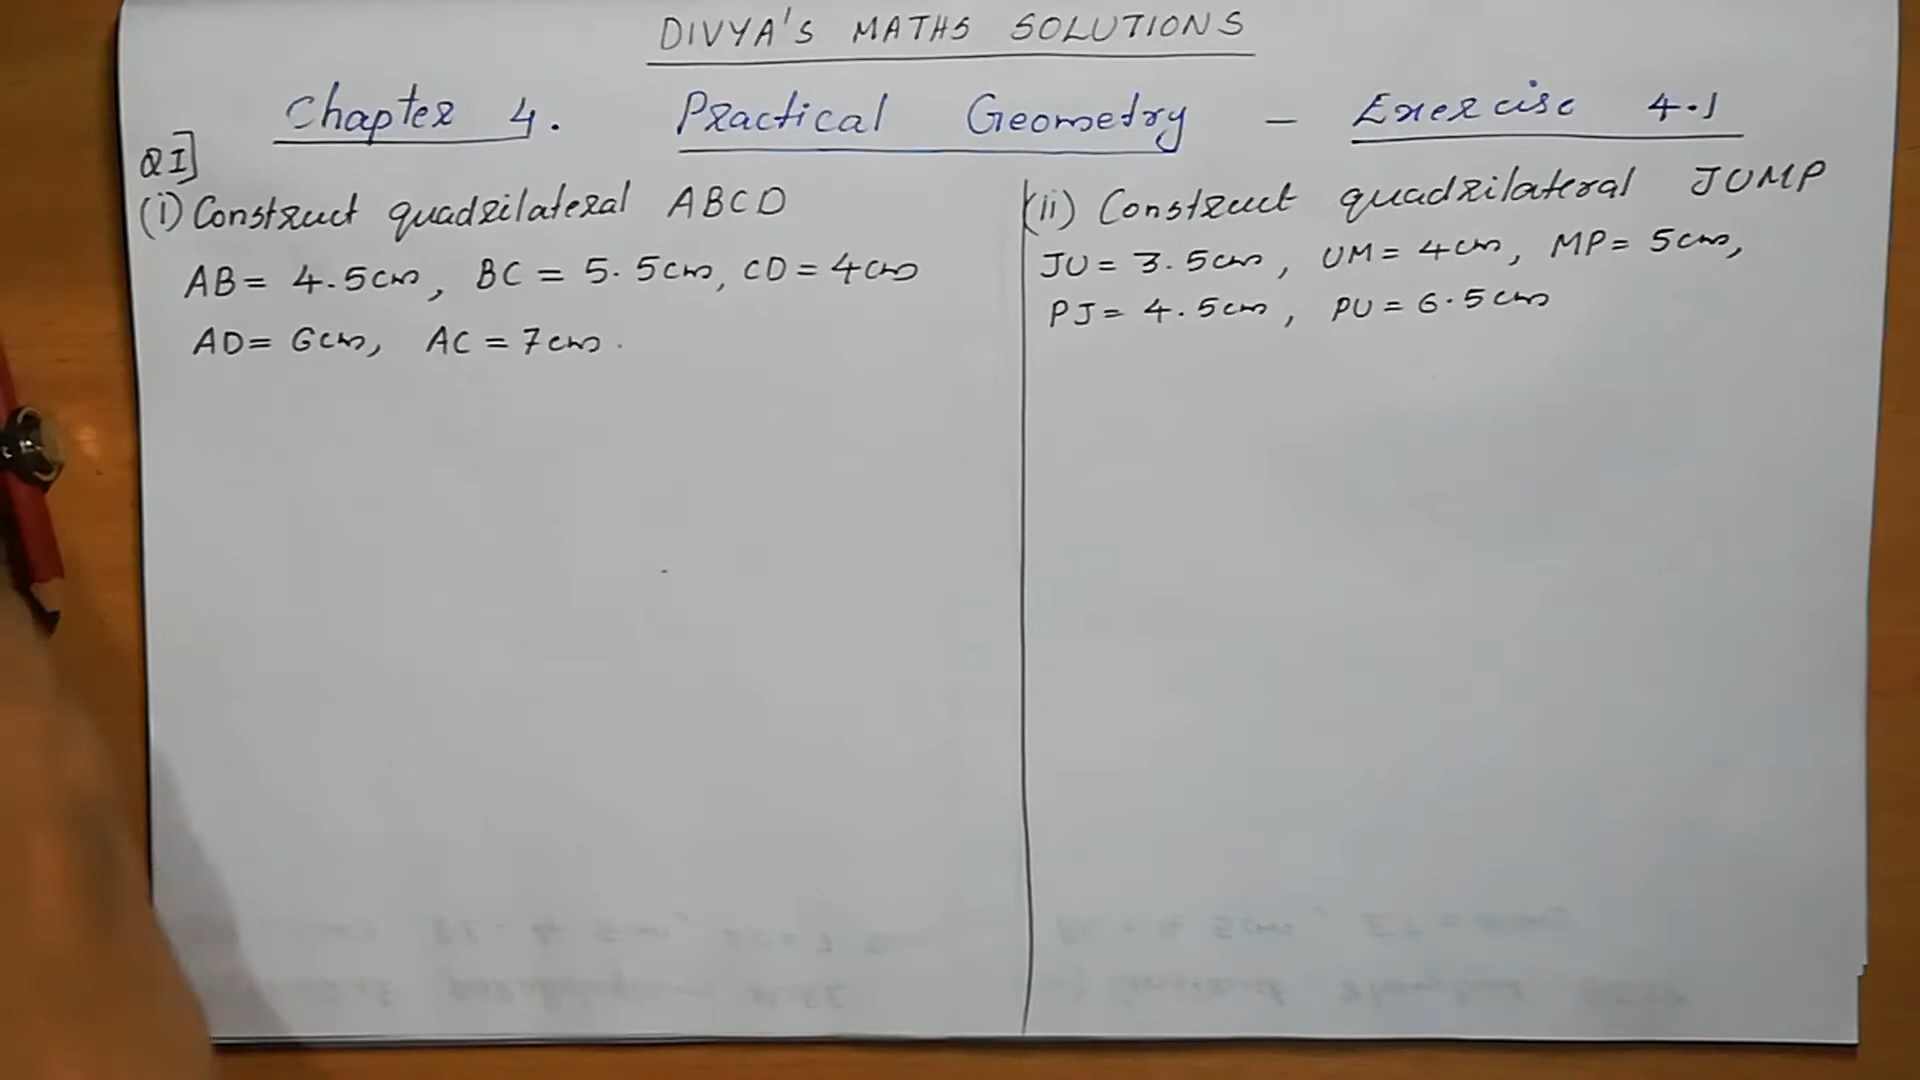 DIVYA'S MATHS SOLUTIONS
Chapter 4. Practical Geometry - Exercise 4.1
Q I]
(i) Construct quadrilateral ABCD
AB = 4.5cm, BC = 5.5cm, CD = 4cm
AD = 6cm, AC = 7cm.
(ii) Construct quadrilateral JUMP
JU = 3.5cm, UM = 4cm, MP = 5cm,
PJ = 4.5cm, PU = 6.5cm